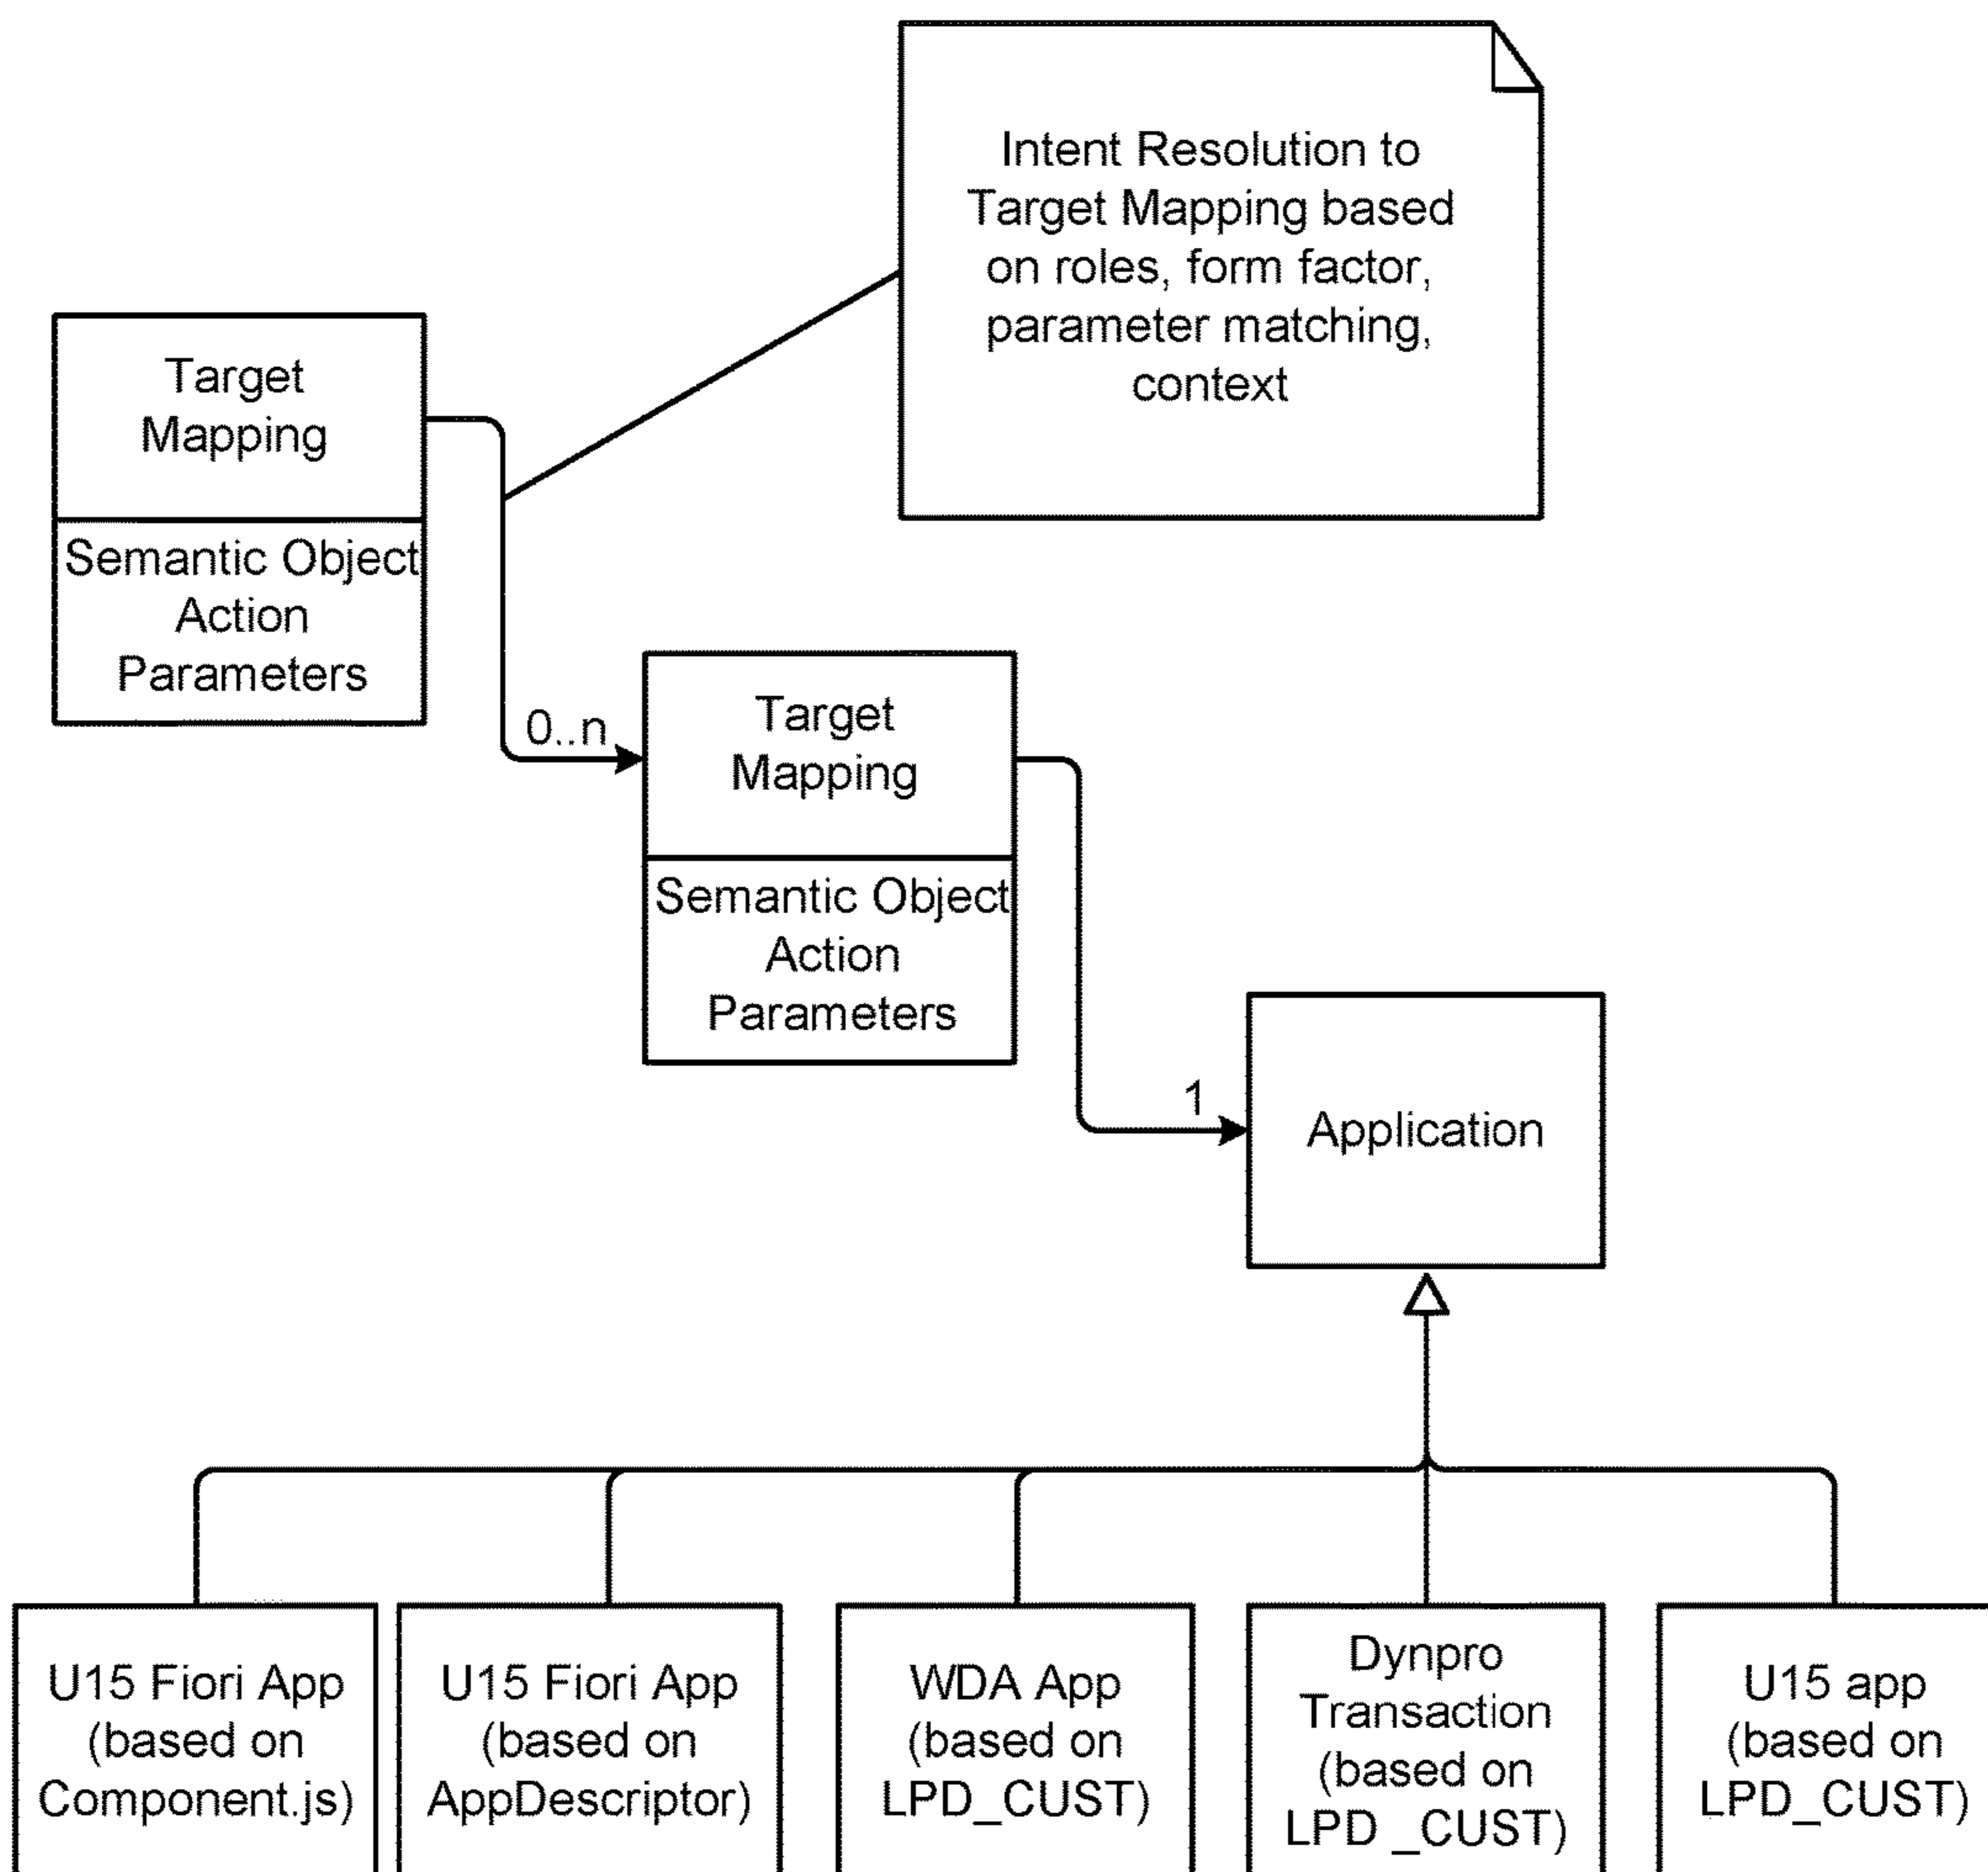 Intent Resolution to
Target Mapping based
on roles, form factor,
parameter matching,
context
Target
Mapping
Semantic Object
Action
Parameters
0..n
Target
Mapping
Semantic Object
Action
Parameters
1
Application
U15 Fiori App
(based on
Component.js)
U15 Fiori App
(based on
AppDescriptor)
WDA App
(based on
LPD_CUST)
Dynpro
Transaction
(based on
LPD _CUST)
U15 app
(based on
LPD_CUST)